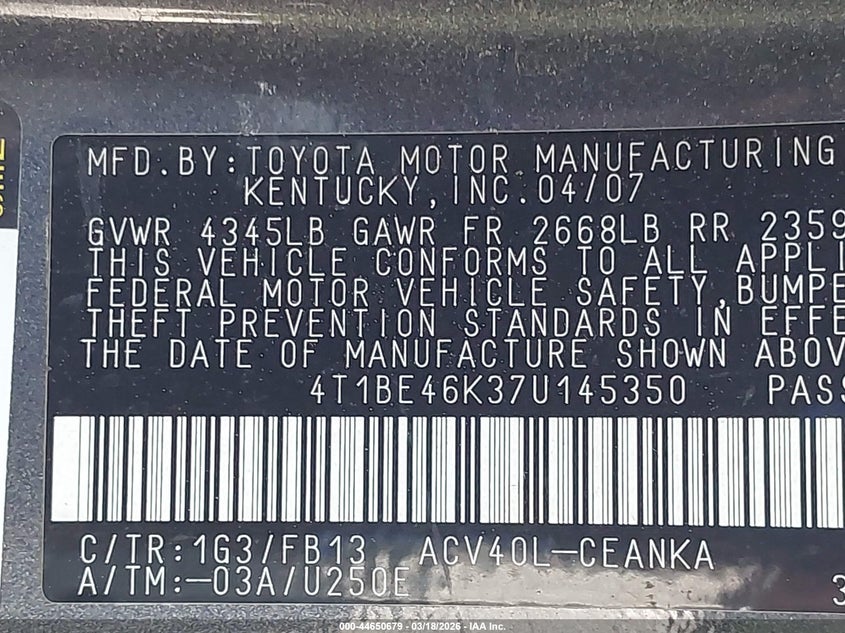 MFD.BY:TOYOTA MOTOR MANUFACTURING
KENTUCKY,INC.04/07
GVWR 4345LB GAWR FR 2668LB RR 2359
THIS VEHICLE CONFORMS TO ALL APPLI
FEDERAL MOTOR VEHICLE SAFETY,BUMPE
THEFT PREVENTION STANDARDS IN EFFE
THE DATE OF MANUFACTURE SHOWN ABOV
4T1BE46K37U145350 PASS
C/TR:1G3/FB13 ACV40L-CEANKA
A/TM:-03A/U250E
3
000-44650679 - 03/18/2026 - IAA Inc.